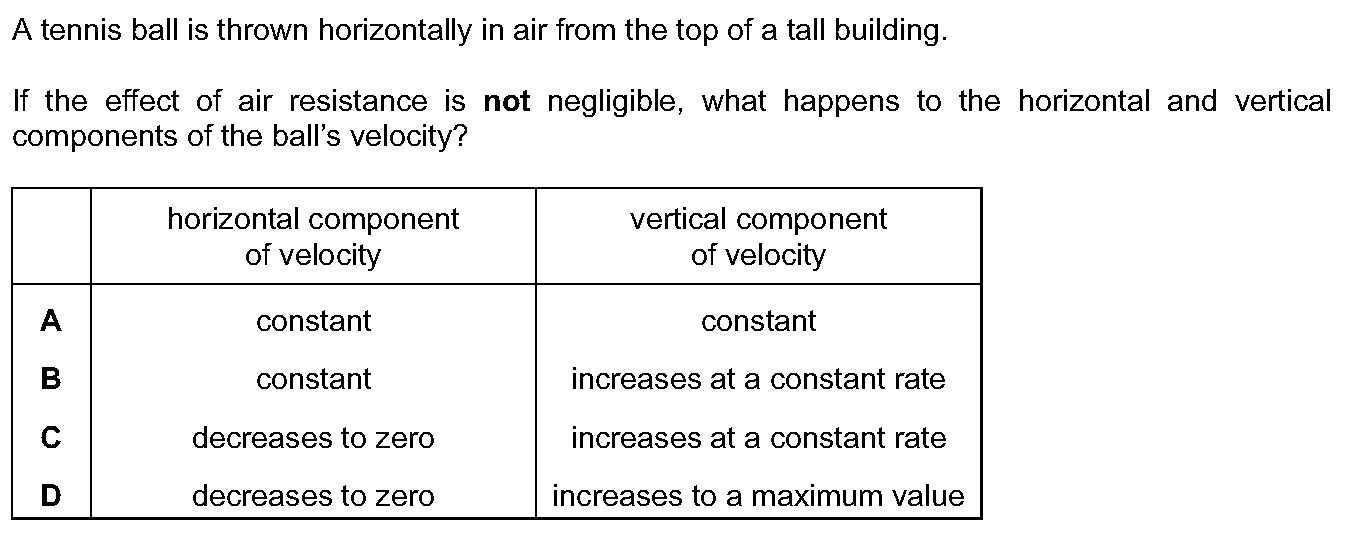 A tennis ball is thrown horizontally in air from the top of a tall building.
If the effect of air resistance is not negligible, what happens to the horizontal and vertical
components of the ball’s velocity?
horizontal component vertical component
of velocity of velocity
A constant constant
B constant increases at a constant rate
C decreases to zero increases at a constant rate
D decreases to zero increases to a maximum value